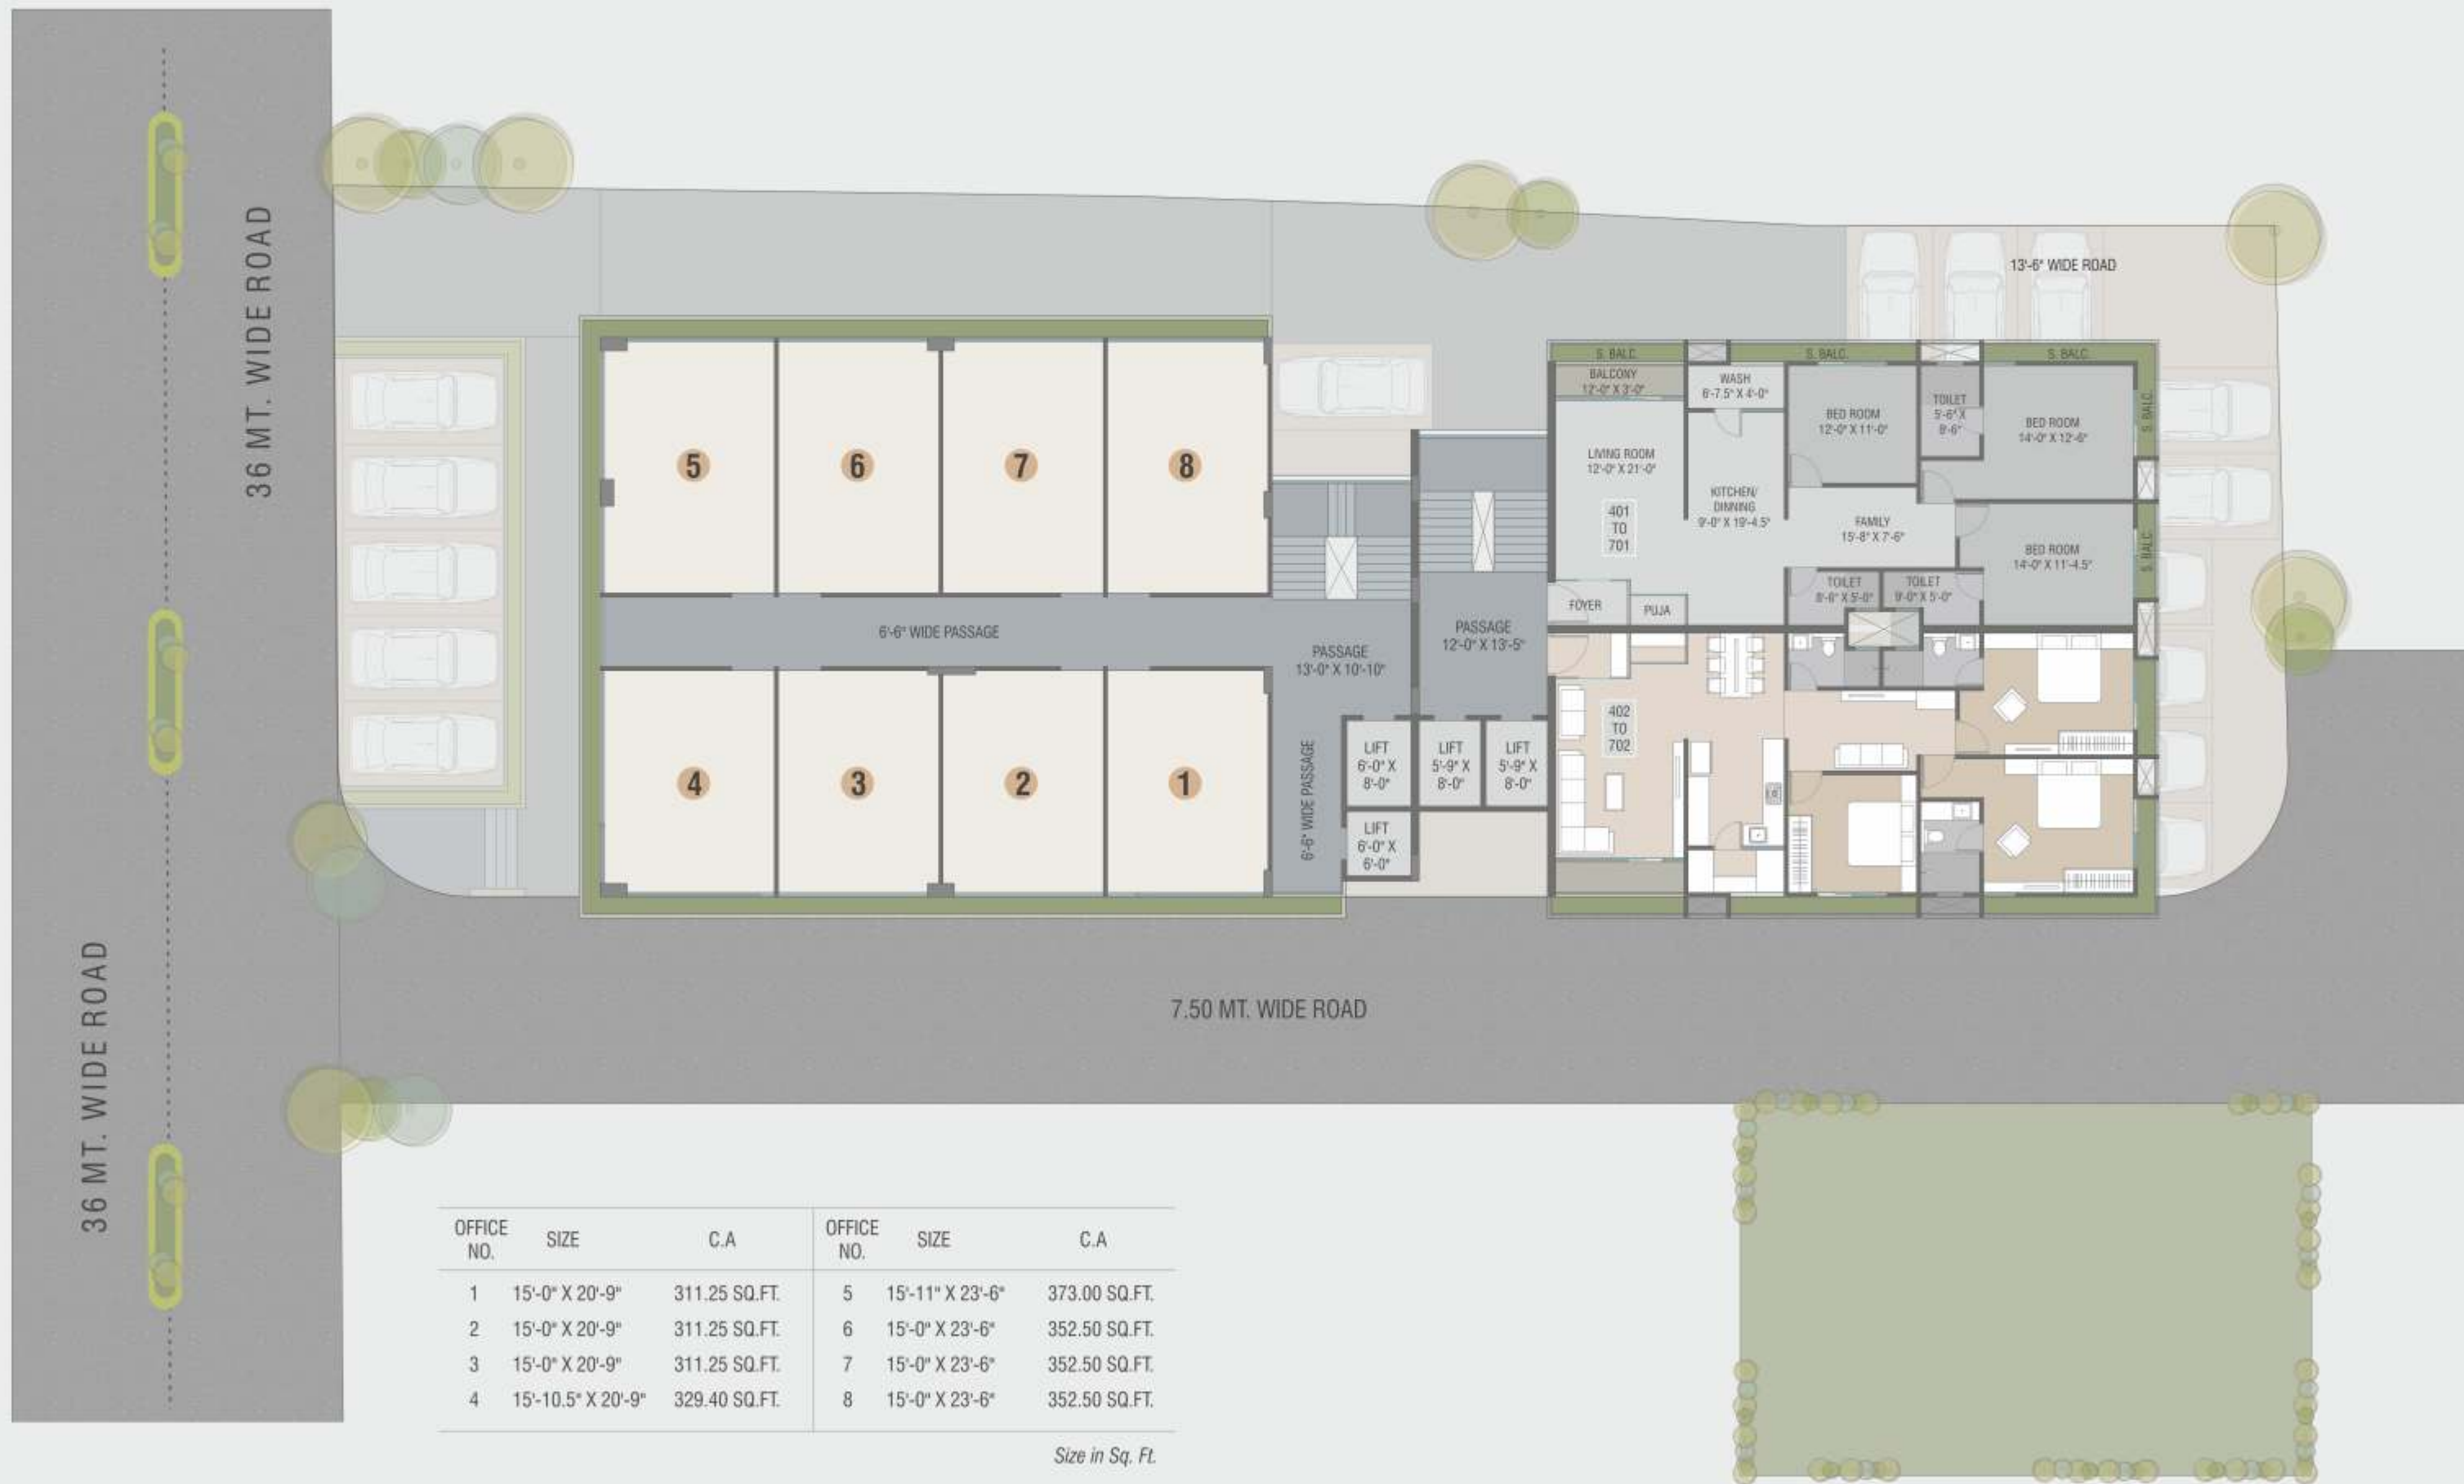 36 MT. WIDE ROAD
36 MT. WIDE ROAD
13'-6" WIDE ROAD
5
6
7
8
6'-6" WIDE PASSAGE
4
3
2
1
PASSAGE
13'-0" X 10'-10"
6'-6" WIDE PASSAGE
LIFT
6'-0" X
8'-0"
LIFT
6'-0" X
6'-0"
PASSAGE
12'-0" X 13'-5"
LIFT
5'-9" X
8'-0"
LIFT
5'-9" X
8'-0"
S. BALC.
S. BALC.
S. BALC.
BALCONY
12'-0" X 3'-0"
WASH
6'-7.5" X 4'-0"
BED ROOM
12'-0" X 11'-0"
TOILET
5'-6" X
8'-6"
BED ROOM
14'-0" X 12'-6"
S. BALC.
LIVING ROOM
12'-0" X 21'-0"
KITCHEN/
DINNING
9'-0" X 19'-4.5"
401
TO
701
FAMILY
15'-8" X 7'-6"
BED ROOM
14'-0" X 11'-4.5"
S. BALC.
TOILET
8'-6" X 5'-0"
TOILET
9'-0" X 5'-0"
FOYER
PUJA
402
TO
702
7.50 MT. WIDE ROAD
OFFICE NO. SIZE C.A OFFICE NO. SIZE C.A
1 15'-0" X 20'-9" 311.25 SQ.FT. 5 15'-11" X 23'-6" 373.00 SQ.FT.
2 15'-0" X 20'-9" 311.25 SQ.FT. 6 15'-0" X 23'-6" 352.50 SQ.FT.
3 15'-0" X 20'-9" 311.25 SQ.FT. 7 15'-0" X 23'-6" 352.50 SQ.FT.
4 15'-10.5" X 20'-9" 329.40 SQ.FT. 8 15'-0" X 23'-6" 352.50 SQ.FT.
Size in Sq. Ft.